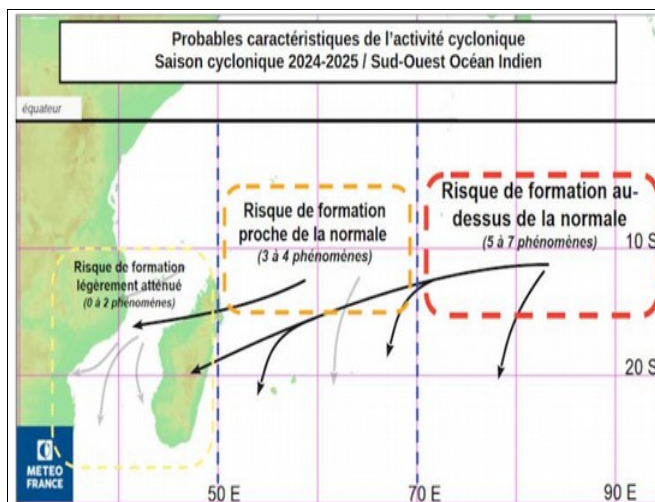 Probables caractéristiques de l'activité cyclonique
Saison cyclonique 2024-2025 / Sud-Ouest Océan Indien
équateur
Risque de formation au-
dessus de la normale
(5 à 7 phénomènes)
Risque de formation
proche de la normale
(3 à 4 phénomènes)
Risque de formation
légèrement atténué
(0 à 2 phénomènes)
10 S
20 S
METEO
FRANCE
50 E
70 E
90 E